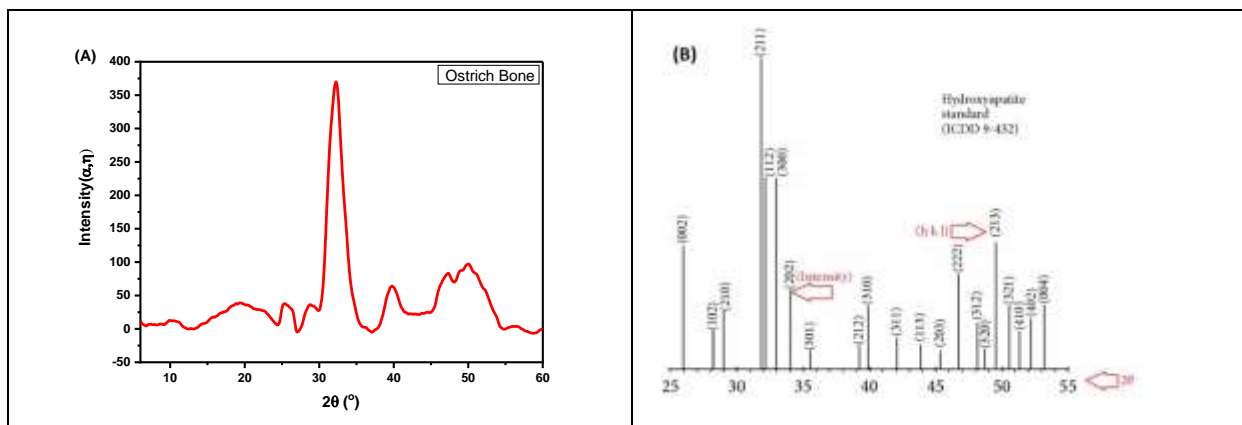 (A)
Ostrich Bone
400
350
300
250
200
150
100
50
0
-50
Intensity(α,η)
10 20 30 40 50 60
2θ (°)
(B)
Hydroxyapatite
standard
(ICDD 9-432)
(002)
(102)
(210)
(211)
(112)
(300)
(202)
(Intensity)
(301)
(212)
(310)
(311)
(113)
(203)
(222)
(312)
(320)
(h k l)
(213)
(321)
(410)
(402)
(004)
25 30 35 40 45 50 55
2θ